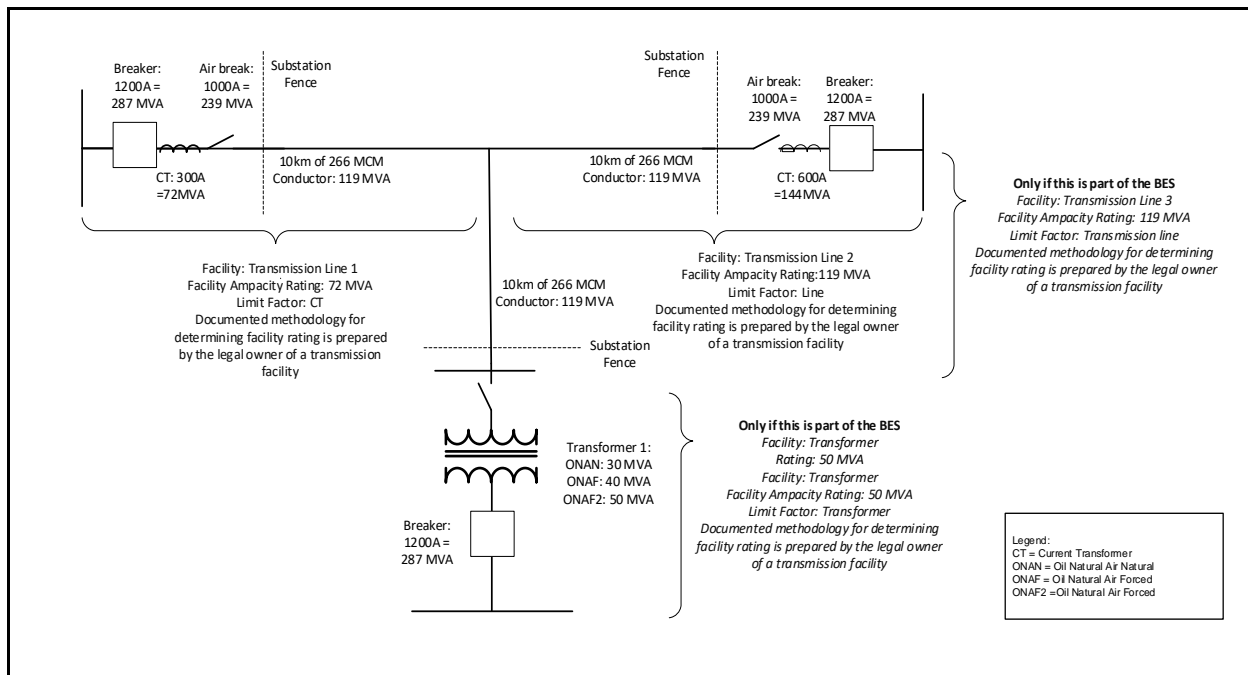 Breaker:
1200A =
287 MVA
Air break:
1000A =
239 MVA
Substation
Fence
CT: 300A
=72MVA
10km of 266 MCM
Conductor: 119 MVA
Substation
Fence
Air break:
1000A =
239 MVA
Breaker:
1200A =
287 MVA
10km of 266 MCM
Conductor: 119 MVA
CT: 600A
=144MVA
Only if this is part of the BES
Facility: Transmission Line 3
Facility Ampacity Rating: 119 MVA
Limit Factor: Transmission line
Documented methodology for determining
facility rating is prepared by the legal owner
of a transmission facility
Facility: Transmission Line 1
Facility Ampacity Rating: 72 MVA
Limit Factor: CT
Documented methodology for
determining facility rating is prepared
by the legal owner of a transmission
facility
Facility: Transmission Line 2
Facility Ampacity Rating:119 MVA
Limit Factor: Line
Documented methodology for determining
facility rating is prepared by the legal owner
of a transmission facility
10km of 266 MCM
Conductor: 119 MVA
Substation
Fence
Transformer 1:
ONAN: 30 MVA
ONAF: 40 MVA
ONAF2: 50 MVA
Breaker:
1200A =
287 MVA
Only if this is part of the BES
Facility: Transformer
Rating: 50 MVA
Facility: Transformer
Facility Ampacity Rating: 50 MVA
Limit Factor: Transformer
Documented methodology for determining
facility rating is prepared by the legal owner
of a transmission facility
Legend:
CT = Current Transformer
ONAN = Oil Natural Air Natural
ONAF = Oil Natural Air Forced
ONAF2 =Oil Natural Air Forced